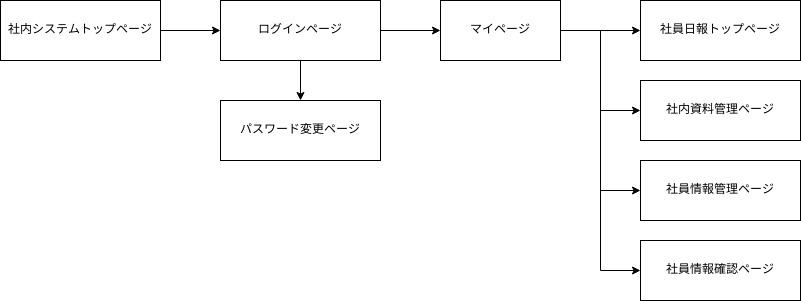 社内システムトップページ
ログインページ
マイページ
社員日報トップページ
パスワード変更ページ
社内資料管理ページ
社員情報管理ページ
社員情報確認ページ